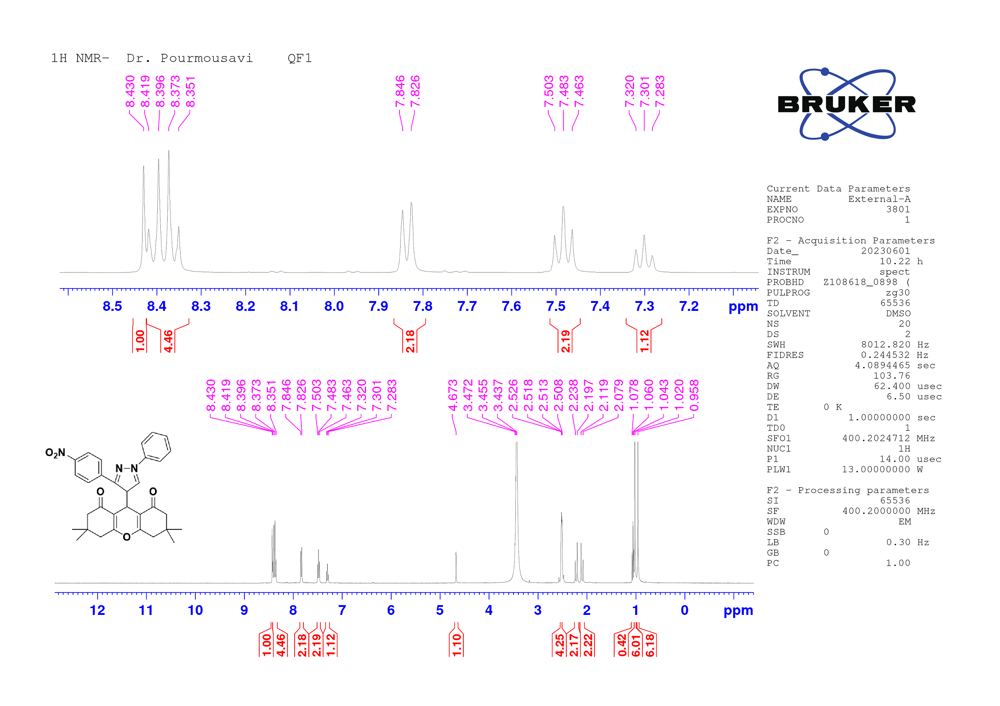 1H NMR-  Dr. Pourmousavi    QF1
8.430
8.419
8.396
8.373
8.351
7.846
7.826
7.503
7.483
7.463
7.320
7.301
7.283
BRUKER
8.5 8.4 8.3 8.2 8.1 8.0 7.9 7.8 7.7 7.6 7.5 7.4 7.3 7.2 ppm
1.00
4.46
2.18
2.19
1.12
Current Data Parameters
NAME External-A
EXPNO 3801
PROCNO 1
F2 - Acquisition Parameters
Date_ 20230601
Time 10.22 h
INSTRUM spect
PROBHD Z108618_0898 (
PULPROG zg30
TD 65536
SOLVENT DMSO
NS 20
DS 2
SWH 8012.820 Hz
FIDRES 0.244532 Hz
AQ 4.0894465 sec
RG 103.76
DW 62.400 usec
DE 6.50 usec
TE 0 K
D1 1.00000000 sec
TD0 1
SFO1 400.2024712 MHz
NUC1 1H
P1 14.00 usec
PLW1 13.00000000 W
F2 - Processing parameters
SI 65536
SF 400.2000000 MHz
WDW EM
SSB 0
LB 0.30 Hz
GB 0
PC 1.00
8.430
8.419
8.396
8.373
8.351
7.846
7.826
7.503
7.483
7.463
7.320
7.301
7.283
4.673
3.472
3.455
3.437
2.526
2.518
2.513
2.508
2.238
2.197
2.119
2.079
1.078
1.060
1.043
1.020
0.958
O₂N
N-N
O O
O
12 11 10 9 8 7 6 5 4 3 2 1 0 ppm
1.00
4.46
2.18
2.19
1.12
1.10
4.25
2.17
2.22
0.42
6.01
6.18